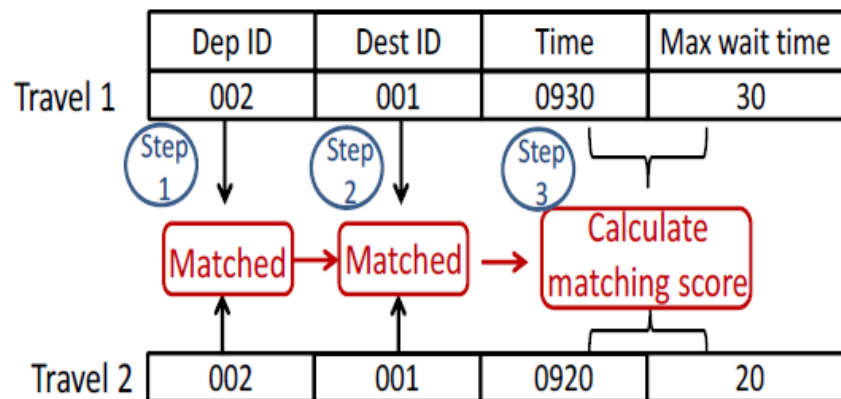 Dep ID Dest ID Time Max wait time
Travel 1 002 001 0930 30
Step 1
Step 2
Step 3
Matched
Matched
Calculate
matching score
Travel 2 002 001 0920 20